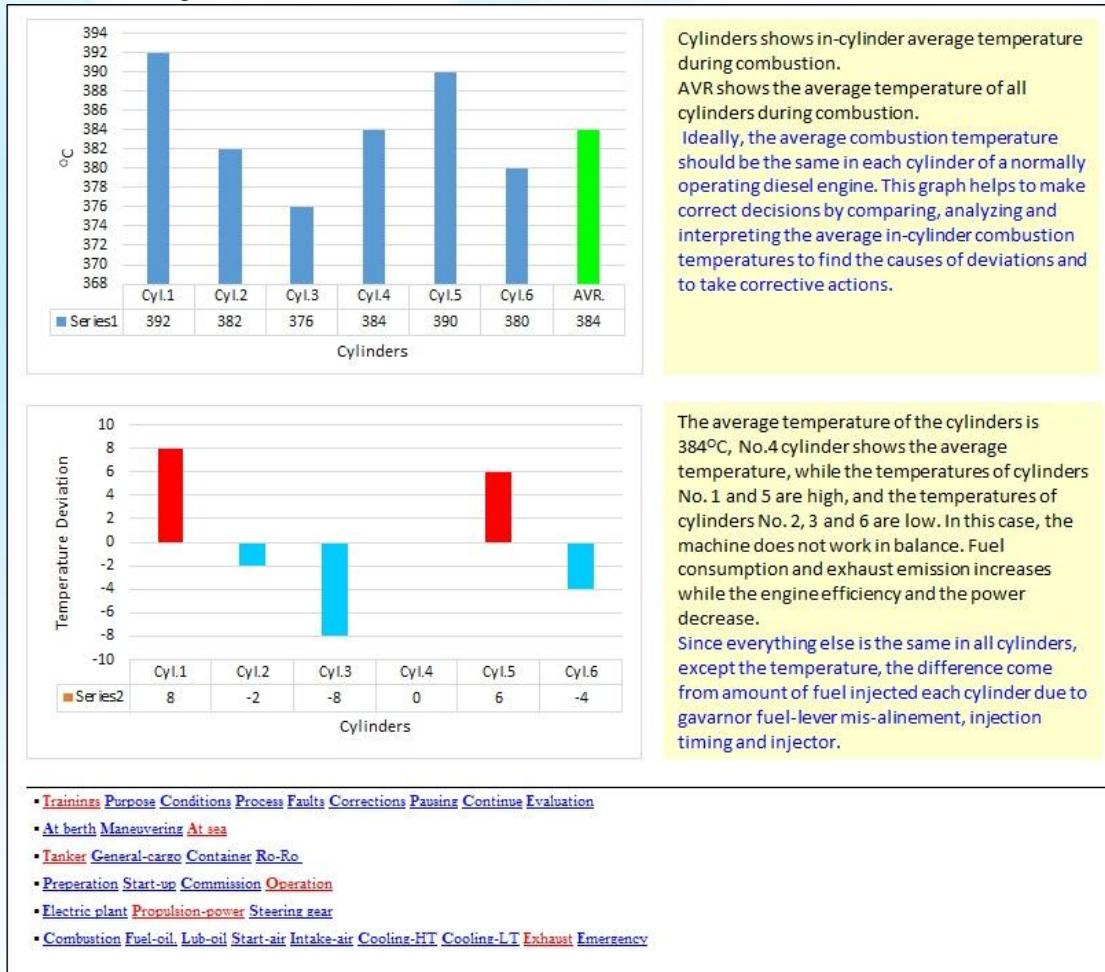 394
392
390
388
386
384
382
380
378
376
374
372
370
368
°C
Cyl.1 Cyl.2 Cyl.3 Cyl.4 Cyl.5 Cyl.6 AVR.
Series1 392 382 376 384 390 380 384
Cylinders
Cylinders shows in-cylinder average temperature
during combustion.
AVR shows the average temperature of all
cylinders during combustion.
Ideally, the average combustion temperature
should be the same in each cylinder of a normally
operating diesel engine. This graph helps to make
correct decisions by comparing, analyzing and
interpreting the average in-cylinder combustion
temperatures to find the causes of deviations and
to take corrective actions.
10
8
6
4
2
0
-2
-4
-6
-8
-10
Temperature Deviation
Cyl.1 Cyl.2 Cyl.3 Cyl.4 Cyl.5 Cyl.6
Series2 8 -2 -8 0 6 -4
Cylinders
The average temperature of the cylinders is
384°C, No.4 cylinder shows the average
temperature, while the temperatures of cylinders
No. 1 and 5 are high, and the temperatures of
cylinders No. 2, 3 and 6 are low. In this case, the
machine does not work in balance. Fuel
consumption and exhaust emission increases
while the engine efficiency and the power
decrease.
Since everything else is the same in all cylinders,
except the temperature, the difference come
from amount of fuel injected each cylinder due to
gavarnor fuel-lever mis-alinement, injection
timing and injector.
▪ Trainings Purpose Conditions Process Faults Corrections Pausing Continue Evaluation
▪ At berth Maneuvering At sea
▪ Tanker General-cargo Container Ro-Ro
▪ Preperation Start-up Commission Operation
▪ Electric plant Propulsion-power Steering gear
▪ Combustion Fuel-oil. Lub-oil Start-air Intake-air Cooling-HT Cooling-LT Exhaust Emergency